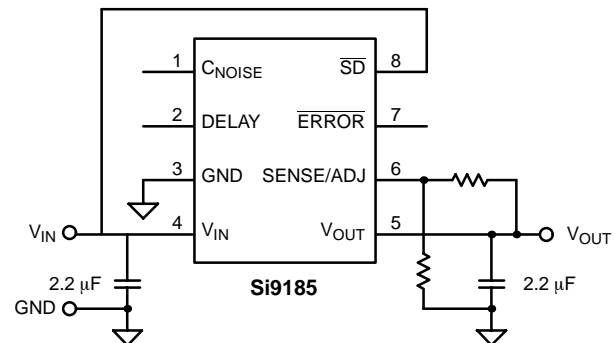 1 C_NOISE SD 8
2 DELAY ERROR 7
3 GND SENSE/ADJ 6
V_IN 4 V_IN V_OUT 5 V_OUT
2.2 μF 2.2 μF
Si9185
GND